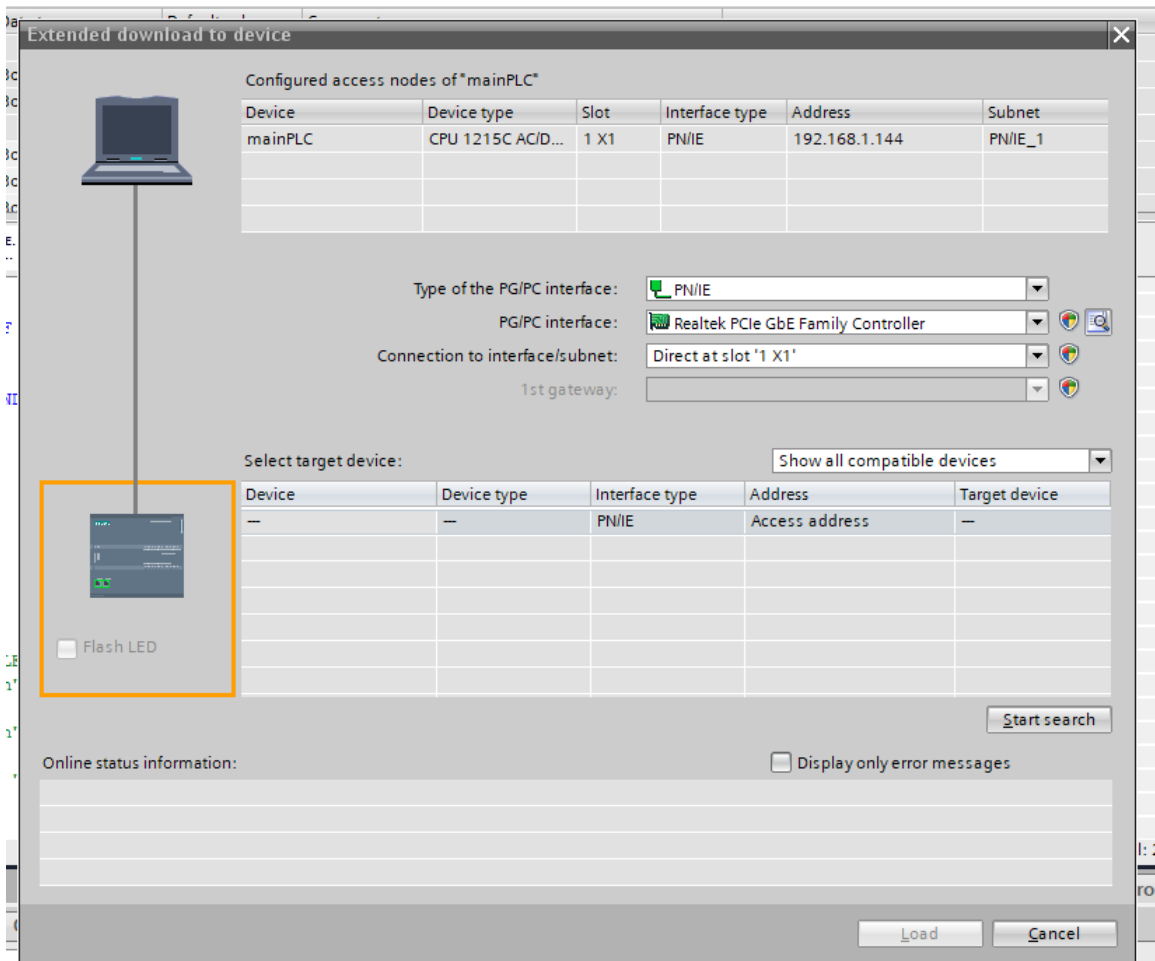 Extended download to device
Configured access nodes of "mainPLC"
Device Device type Slot Interface type Address Subnet
mainPLC CPU 1215C AC/D... 1 X1 PN/IE 192.168.1.144 PN/IE_1
Type of the PG/PC interface: PN/IE
PG/PC interface: Realtek PCIe GbE Family Controller
Connection to interface/subnet: Direct at slot '1 X1'
1st gateway:
Select target device: Show all compatible devices
Device Device type Interface type Address Target device
— — PN/IE Access address —
Flash LED
Start search
Online status information: Display only error messages
Load Cancel